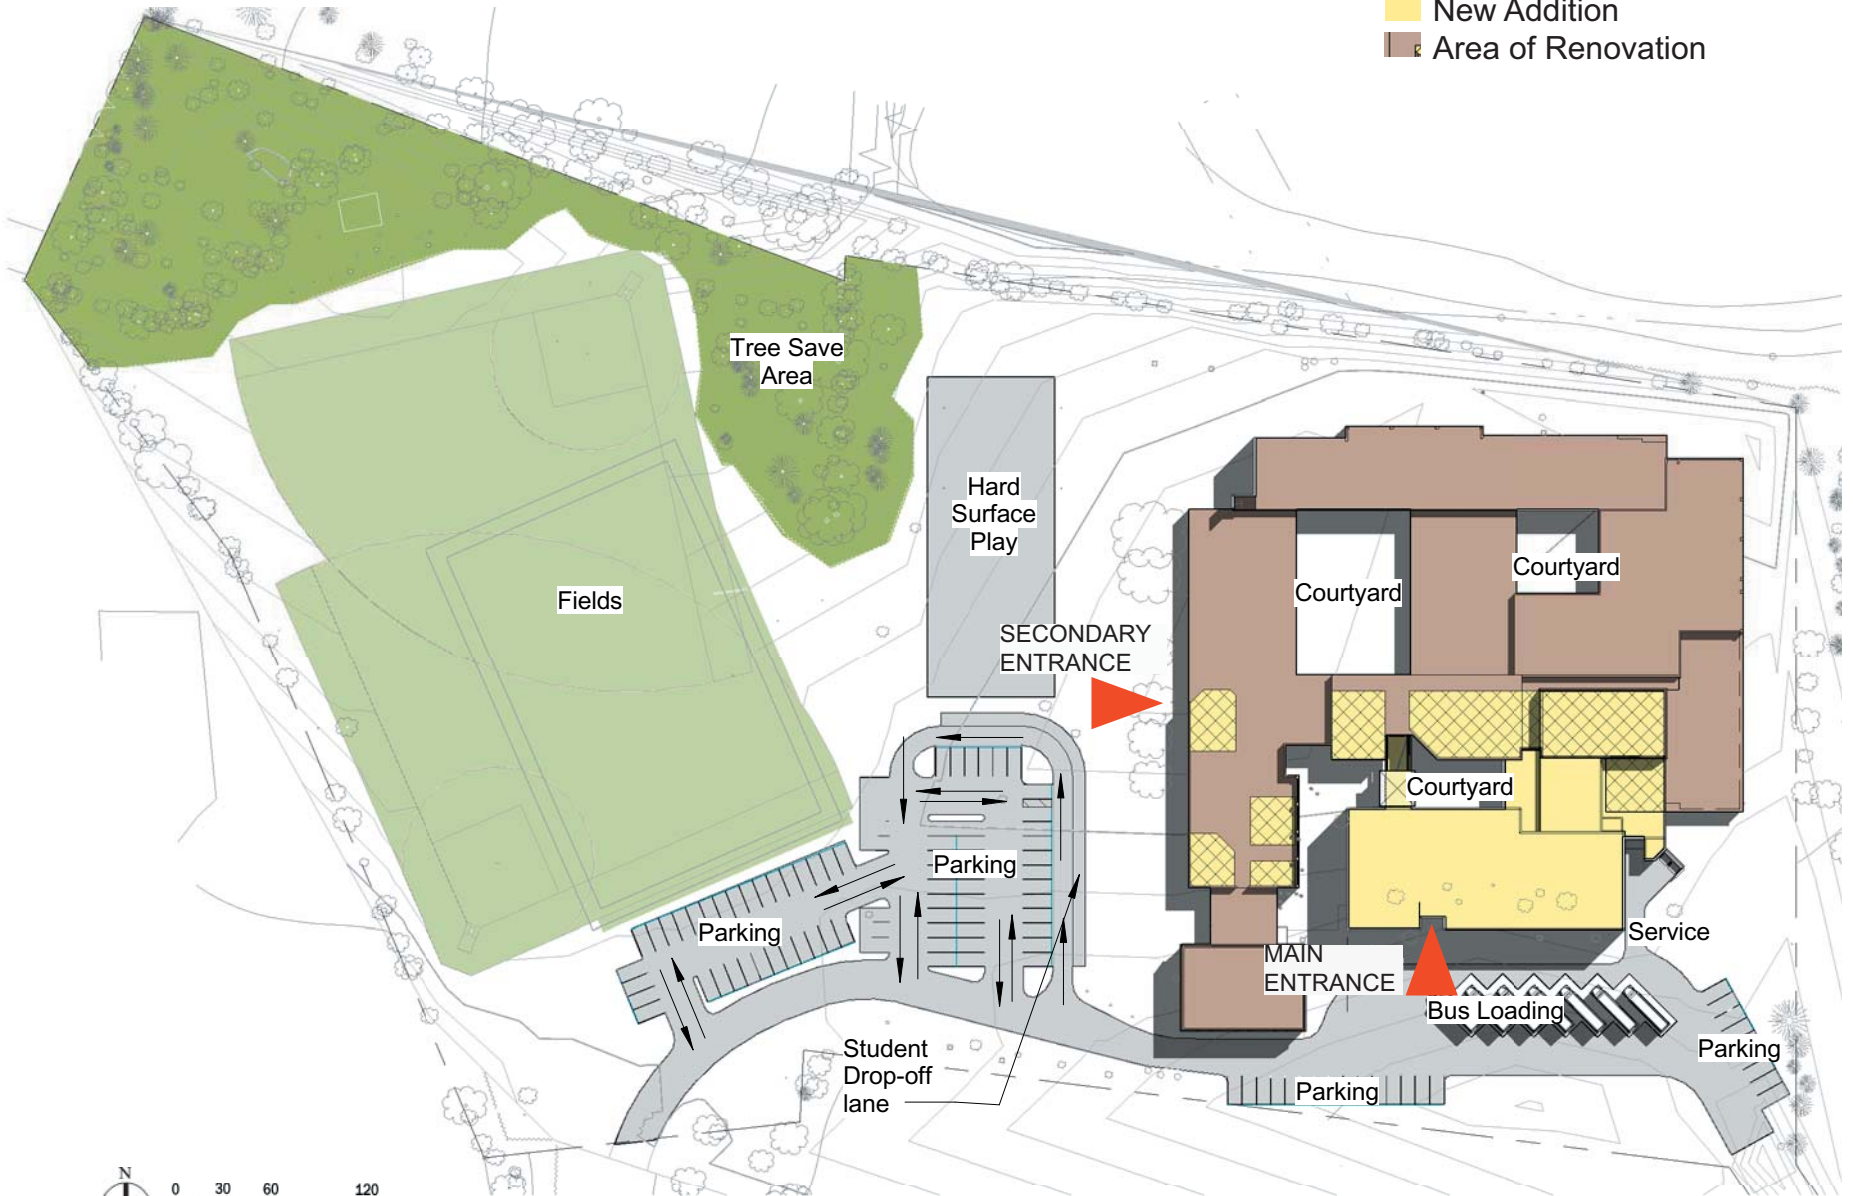 New Addition
Area of Renovation
Tree Save
Area
Hard
Surface
Play
Courtyard
Courtyard
Fields
SECONDARY
ENTRANCE
Courtyard
Parking
Parking
Service
MAIN
ENTRANCE
Bus Loading
Student
Drop-off
lane
Parking
Parking
N
0 30 60 120